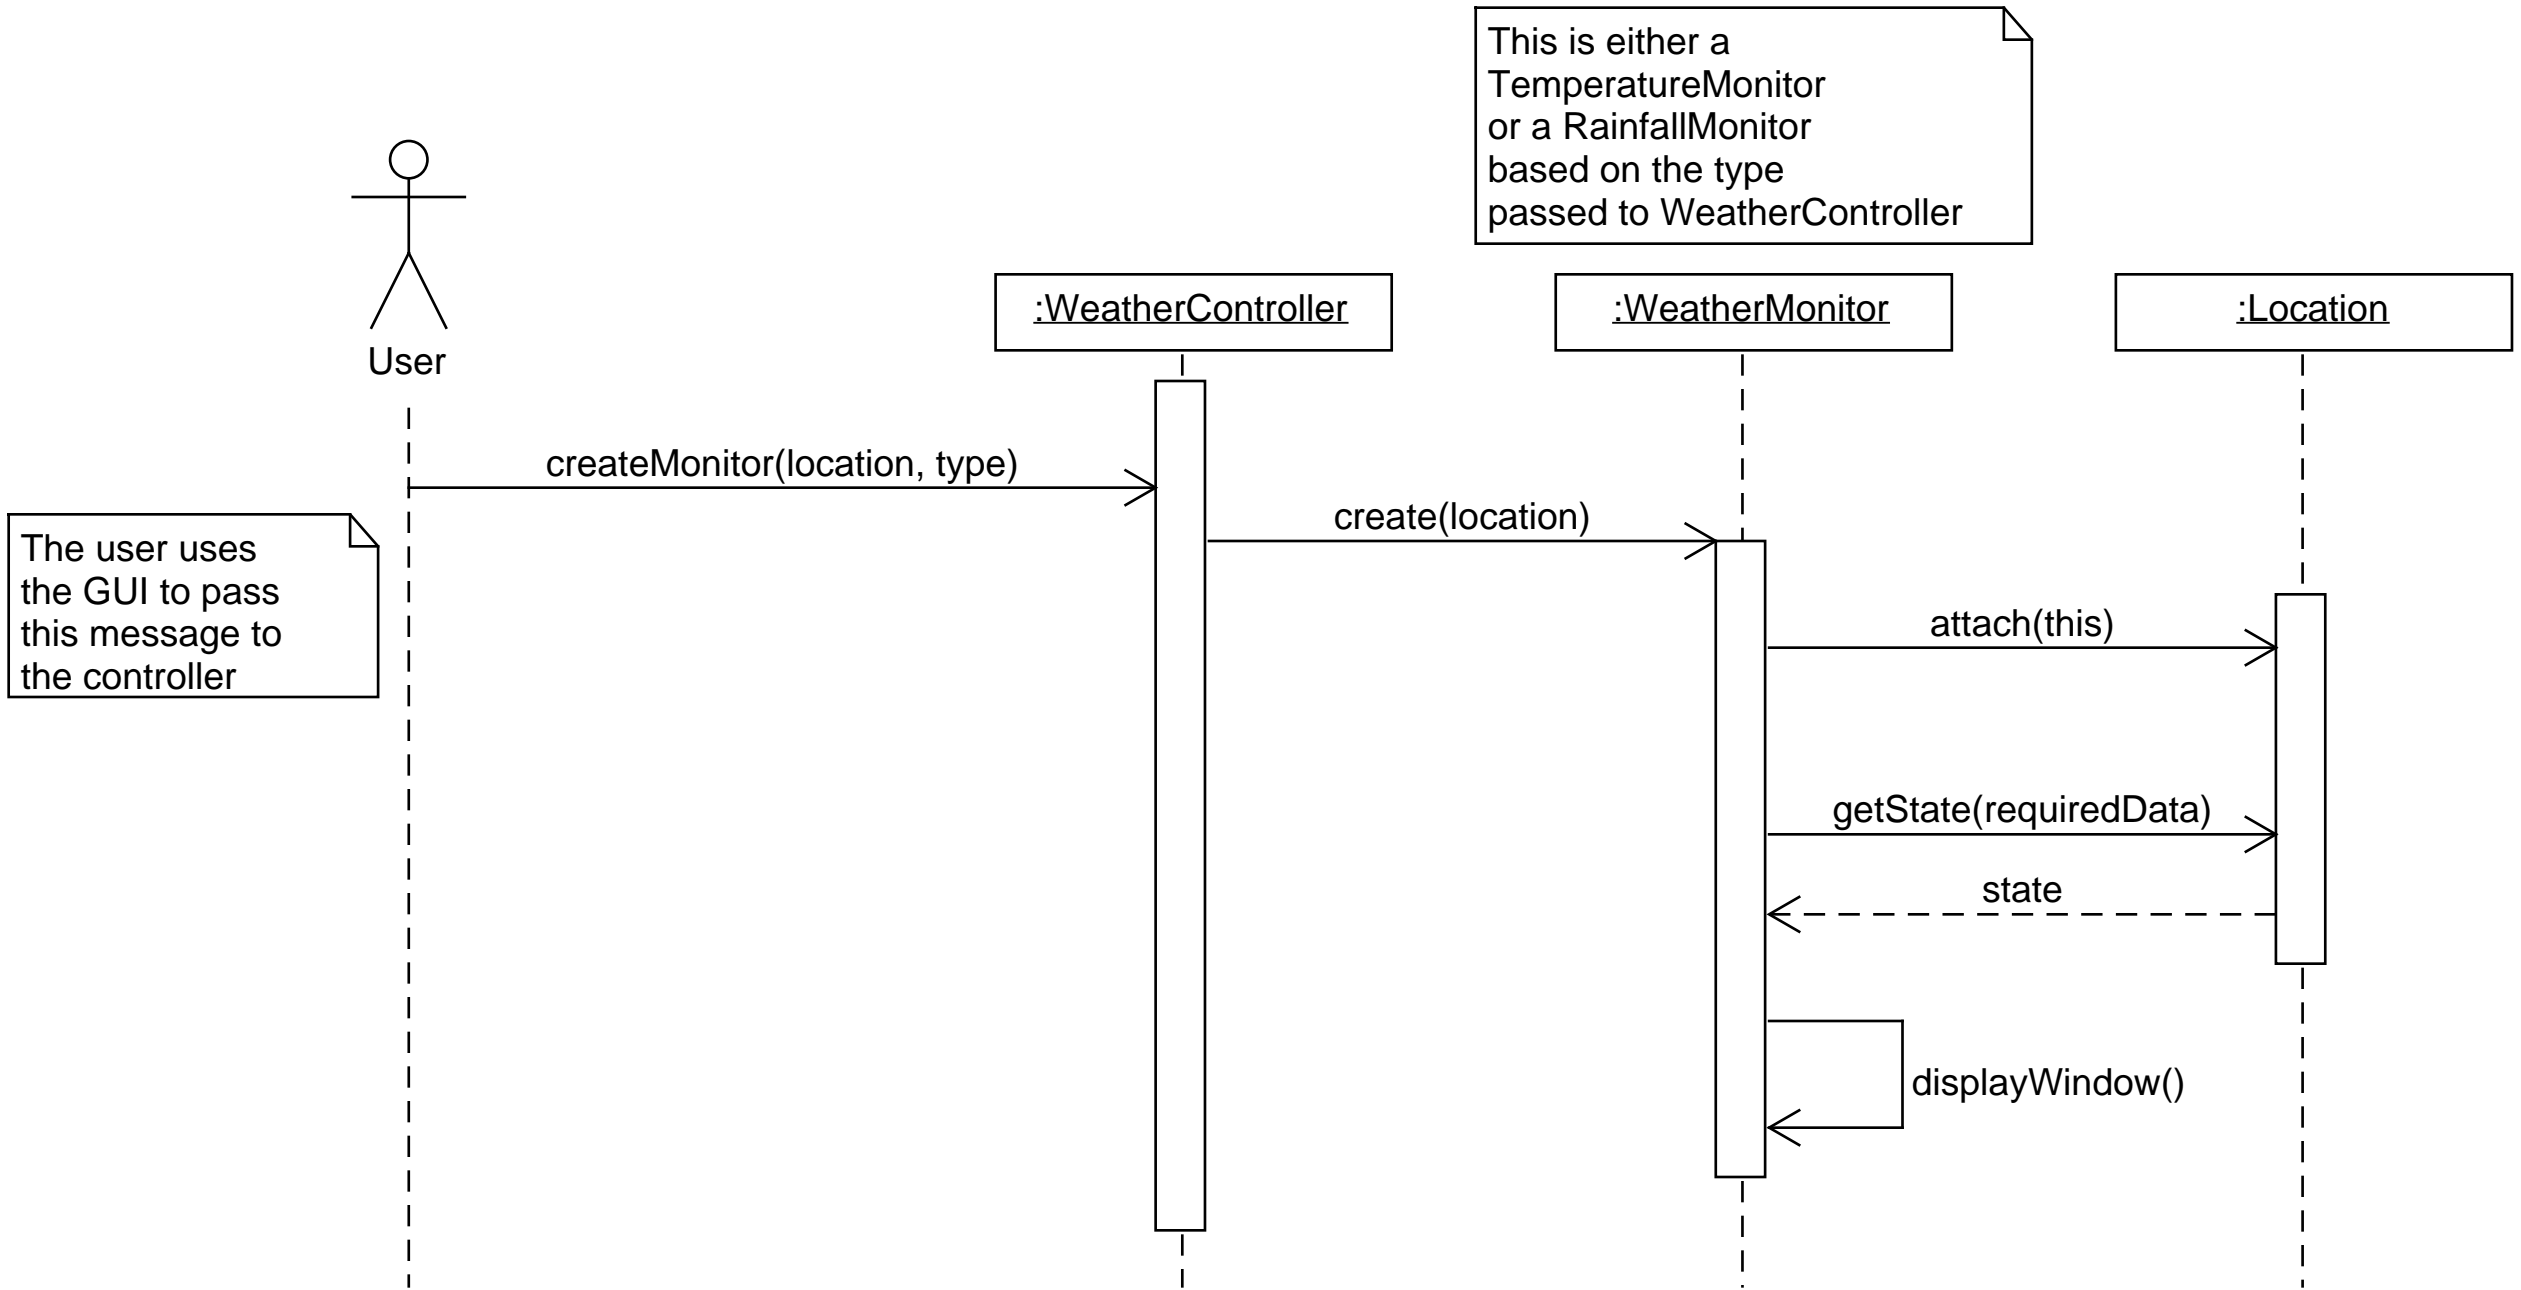 This is either a
TemperatureMonitor
or a RainfallMonitor
based on the type
passed to WeatherController
:WeatherController
:WeatherMonitor
:Location
User
createMonitor(location, type)
create(location)
The user uses
the GUI to pass
this message to
the controller
attach(this)
getState(requiredData)
state
displayWindow()